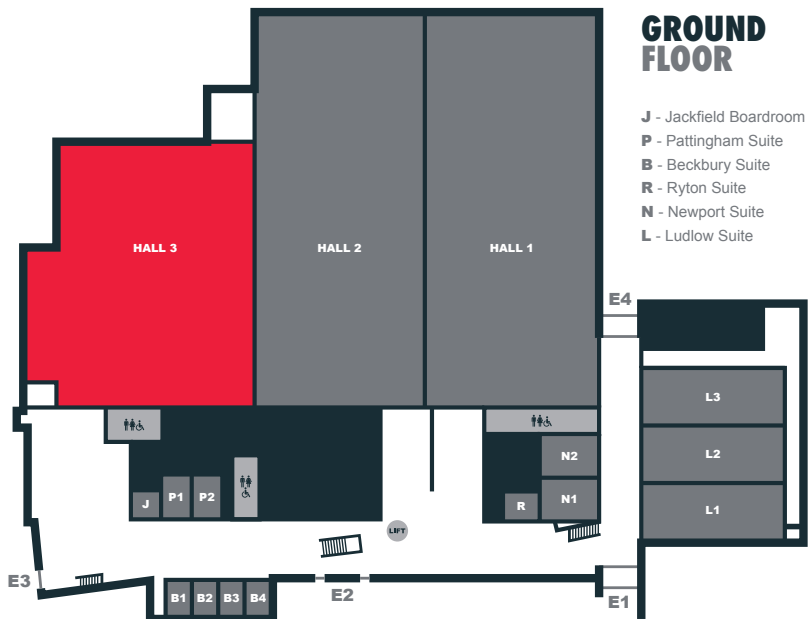 GROUND
FLOOR
J - Jackfield Boardroom
P - Pattingham Suite
B - Beckbury Suite
R - Ryton Suite
N - Newport Suite
L - Ludlow Suite
HALL 3
HALL 2
HALL 1
E4
L3
L2
L1
N2
N1
R
J
P1
P2
LIFT
E3
B1
B2
B3
B4
E2
E1